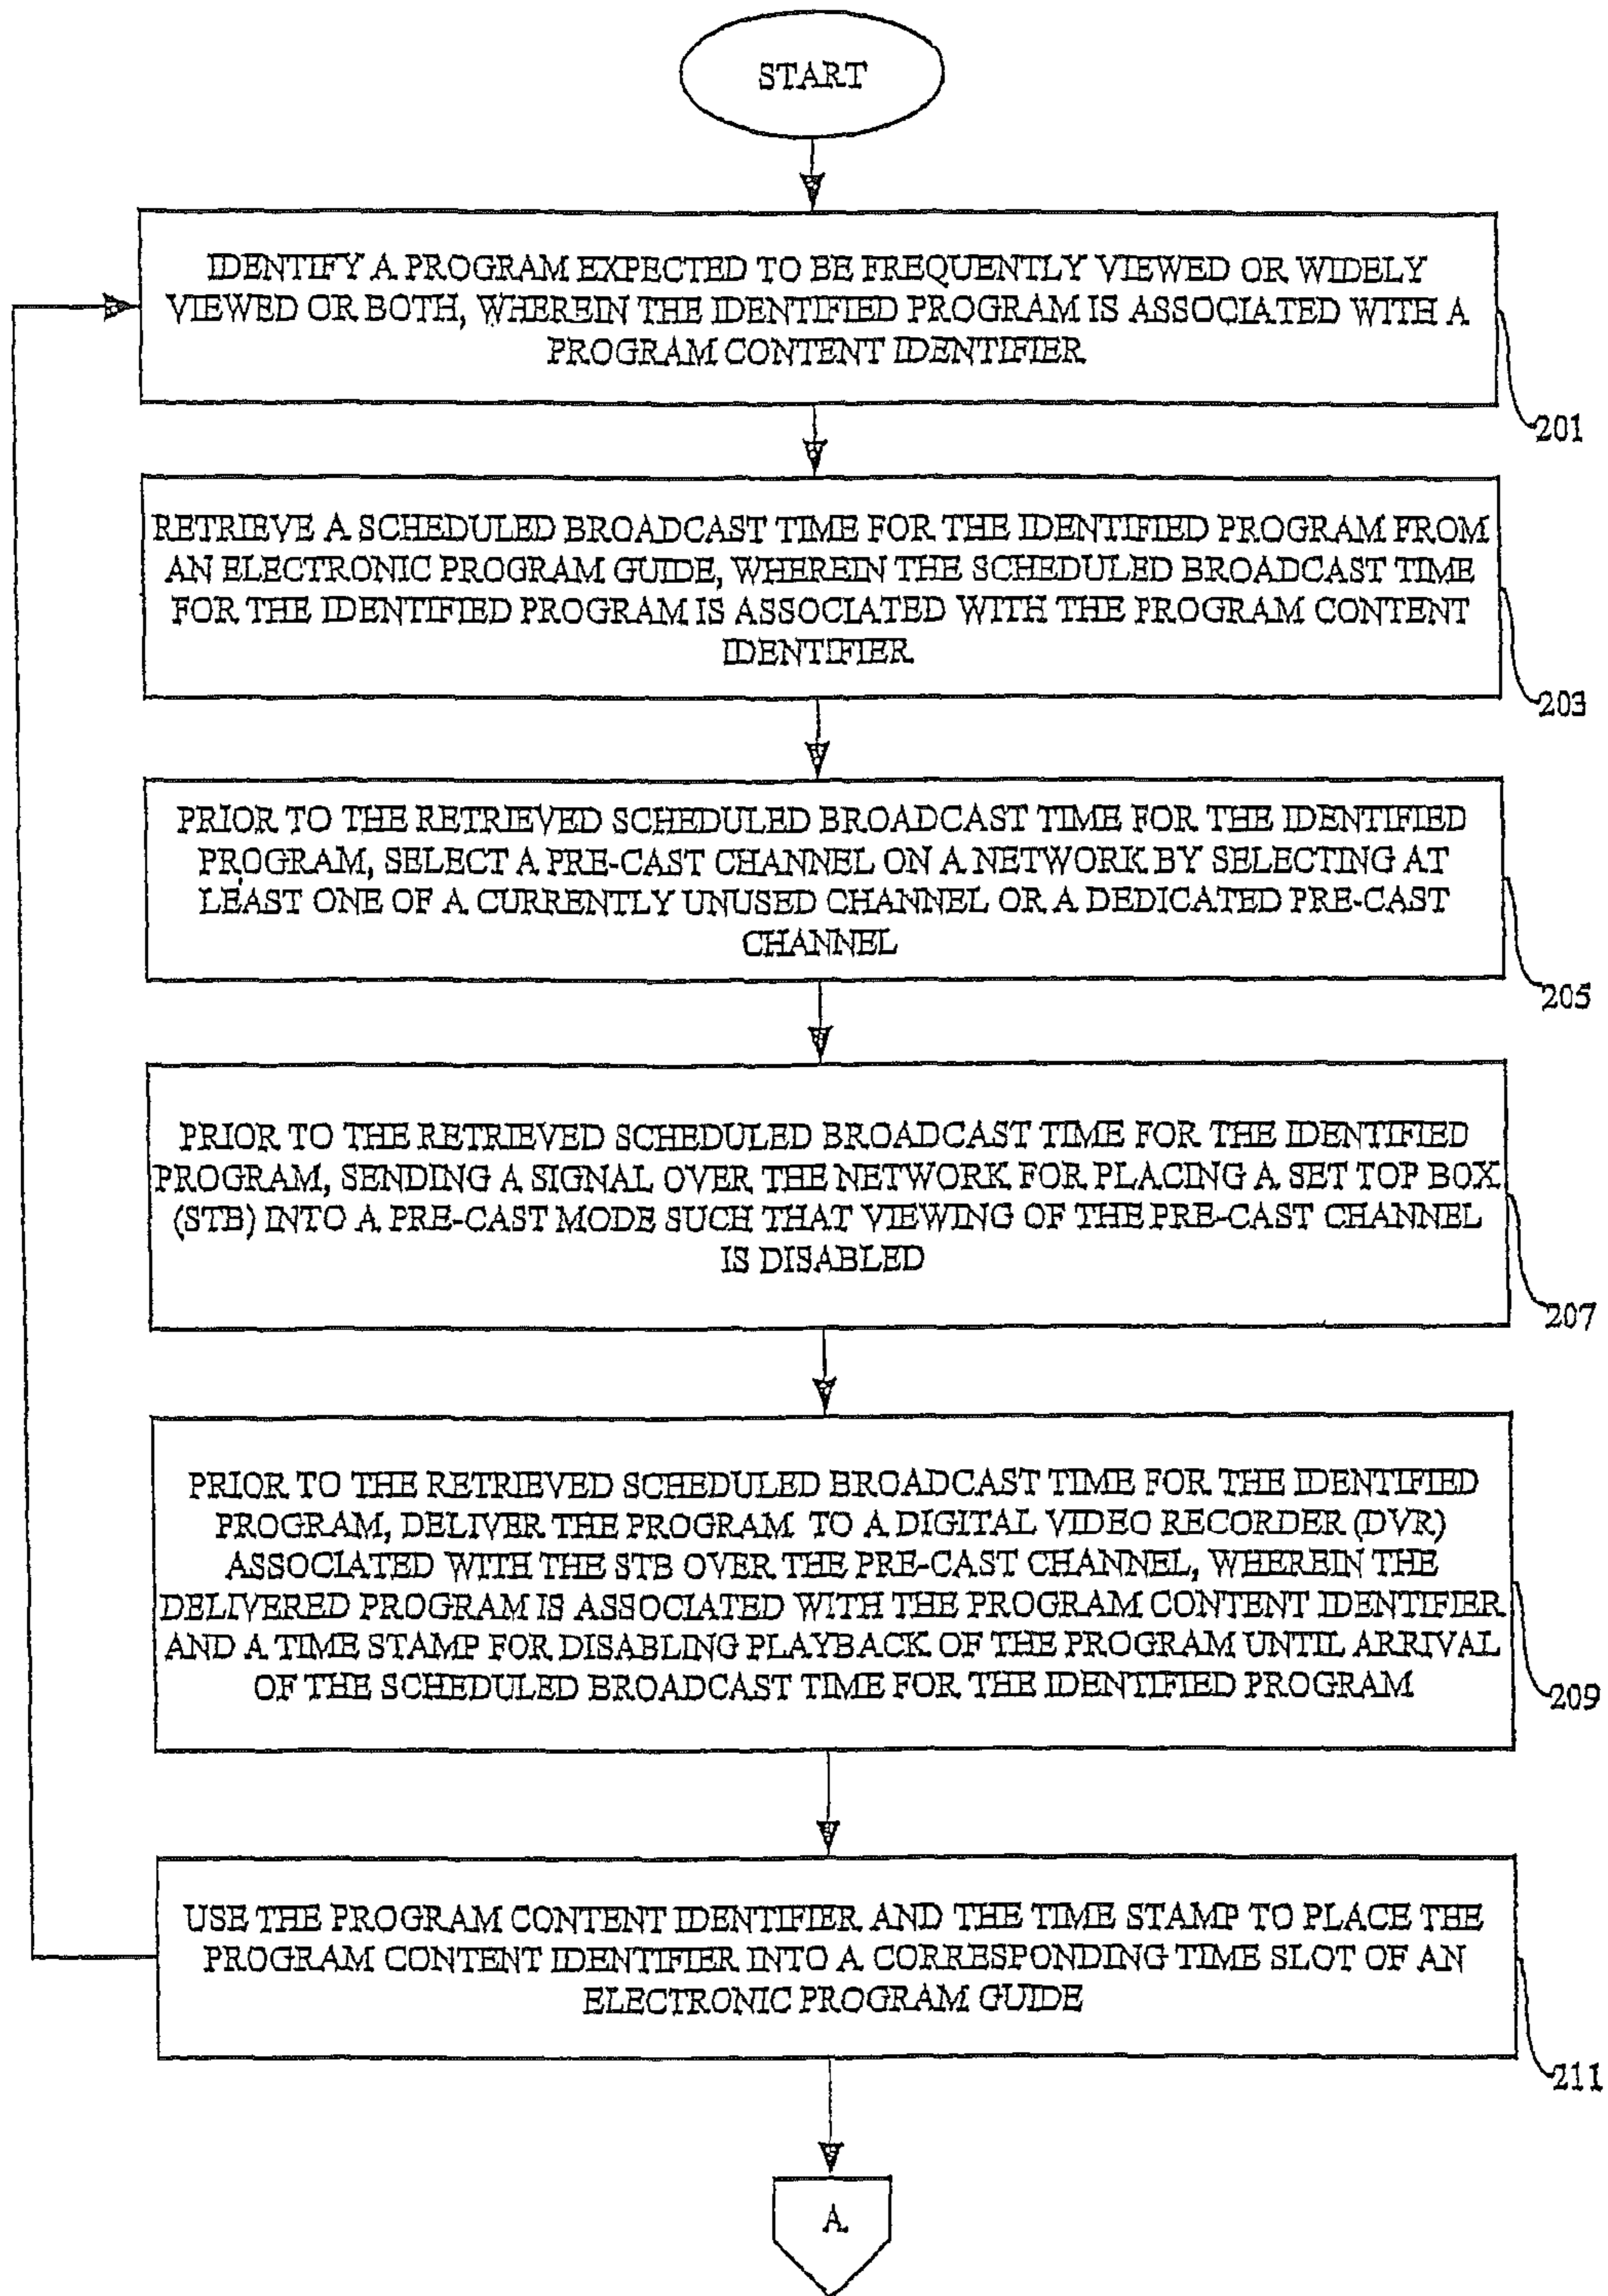 START
IDENTIFY A PROGRAM EXPECTED TO BE FREQUENTLY VIEWED OR WIDELY
VIEWED OR BOTH, WHEREIN THE IDENTIFIED PROGRAM IS ASSOCIATED WITH A
PROGRAM CONTENT IDENTIFIER
201
RETRIEVE A SCHEDULED BROADCAST TIME FOR THE IDENTIFIED PROGRAM FROM
AN ELECTRONIC PROGRAM GUIDE, WHEREIN THE SCHEDULED BROADCAST TIME
FOR THE IDENTIFIED PROGRAM IS ASSOCIATED WITH THE PROGRAM CONTENT
IDENTIFIER
203
PRIOR TO THE RETRIEVED SCHEDULED BROADCAST TIME FOR THE IDENTIFIED
PROGRAM, SELECT A PRE-CAST CHANNEL ON A NETWORK BY SELECTING AT
LEAST ONE OF A CURRENTLY UNUSED CHANNEL OR A DEDICATED PRE-CAST
CHANNEL
205
PRIOR TO THE RETRIEVED SCHEDULED BROADCAST TIME FOR THE IDENTIFIED
PROGRAM, SENDING A SIGNAL OVER THE NETWORK FOR PLACING A SET TOP BOX
(STB) INTO A PRE-CAST MODE SUCH THAT VIEWING OF THE PRE-CAST CHANNEL
IS DISABLED
207
PRIOR TO THE RETRIEVED SCHEDULED BROADCAST TIME FOR THE IDENTIFIED
PROGRAM, DELIVER THE PROGRAM TO A DIGITAL VIDEO RECORDER (DVR)
ASSOCIATED WITH THE STB OVER THE PRE-CAST CHANNEL, WHEREIN THE
DELIVERED PROGRAM IS ASSOCIATED WITH THE PROGRAM CONTENT IDENTIFIER
AND A TIME STAMP FOR DISABLING PLAYBACK OF THE PROGRAM UNTIL ARRIVAL
OF THE SCHEDULED BROADCAST TIME FOR THE IDENTIFIED PROGRAM
209
USE THE PROGRAM CONTENT IDENTIFIER AND THE TIME STAMP TO PLACE THE
PROGRAM CONTENT IDENTIFIER INTO A CORRESPONDING TIME SLOT OF AN
ELECTRONIC PROGRAM GUIDE
211
A